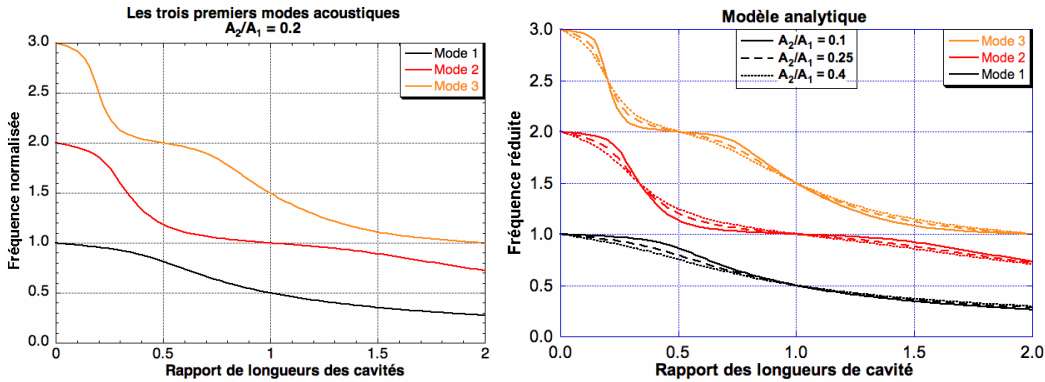 Les trois premiers modes acoustiques
A₂/A₁ = 0.2
Fréquence normalisée
3.0
2.5
2.0
1.5
1.0
0.5
0.0
Mode 1
Mode 2
Mode 3
0
0.5
1
1.5
2
Rapport de longueurs des cavités
Modèle analytique
Fréquence réduite
3.0
2.5
2.0
1.5
1.0
0.5
0.0
A₂/A₁ = 0.1
A₂/A₁ = 0.25
A₂/A₁ = 0.4
Mode 3
Mode 2
Mode 1
0.0
0.5
1.0
1.5
2.0
Rapport des longueurs de cavité